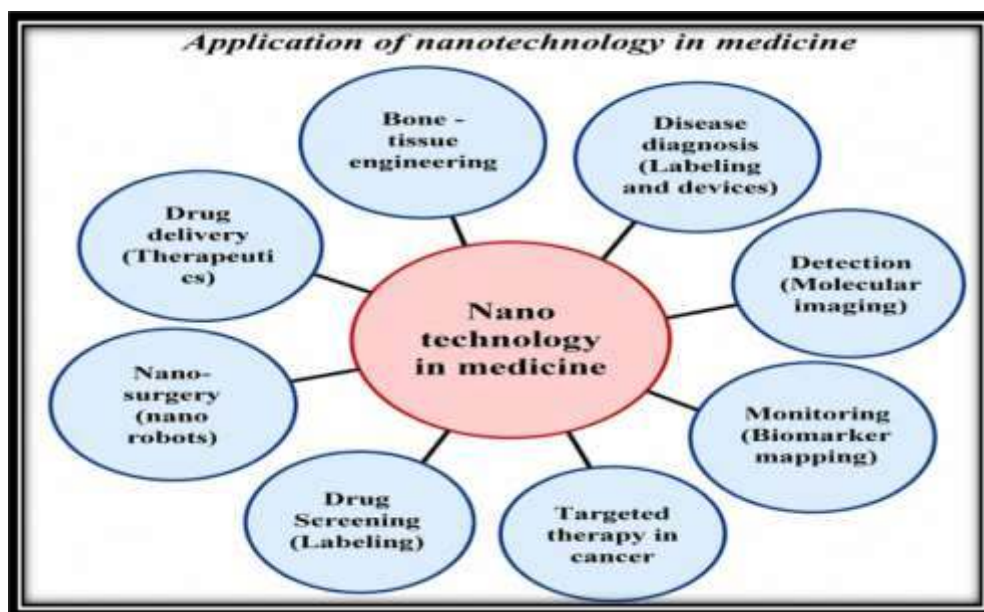 Application of nanotechnology in medicine
Bone -
tissue
engineering
Disease
diagnosis
(Labeling
and devices)
Detection
(Molecular
imaging)
Monitoring
(Biomarker
mapping)
Targeted
therapy in
cancer
Drug
Screening
(Labeling)
Nano-
surgery
(nano
robots)
Drug
delivery
(Therapeuti
cs)
Nano
technology
in medicine